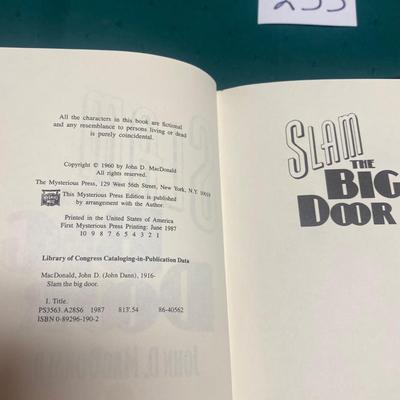 233
All the characters in this book are fictional
and any resemblance to persons living or dead
is purely coincidental.
Copyright © 1960 by John D. MacDonald
All rights reserved.
The Mysterious Press, 129 West 56th Street, New York, N.Y. 10019
This Mysterious Press Edition is published
by arrangement with the Author.
Printed in the United States of America
First Mysterious Press Printing: June 1987
10 9 8 7 6 5 4 3 2 1
Library of Congress Cataloging-in-Publication Data
MacDonald, John D. (John Dann), 1916-
Slam the big door.
I. Title.
PS3563.A28S6 1987 813'.54 86-40562
ISBN 0-89296-190-2
SLAM
THE
BIG
DOOR